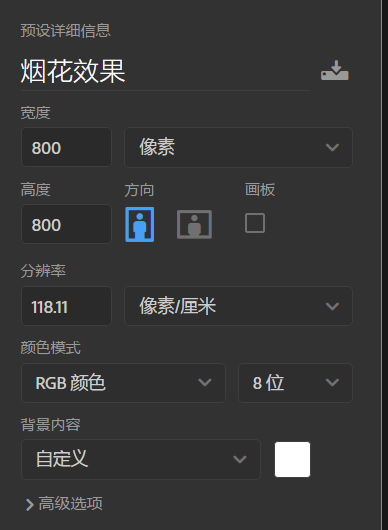 预设详细信息
烟花效果
宽度
800 像素
高度 方向 画板
800
分辨率
118.11 像素/厘米
颜色模式
RGB 颜色 8 位
背景内容
自定义
高级选项